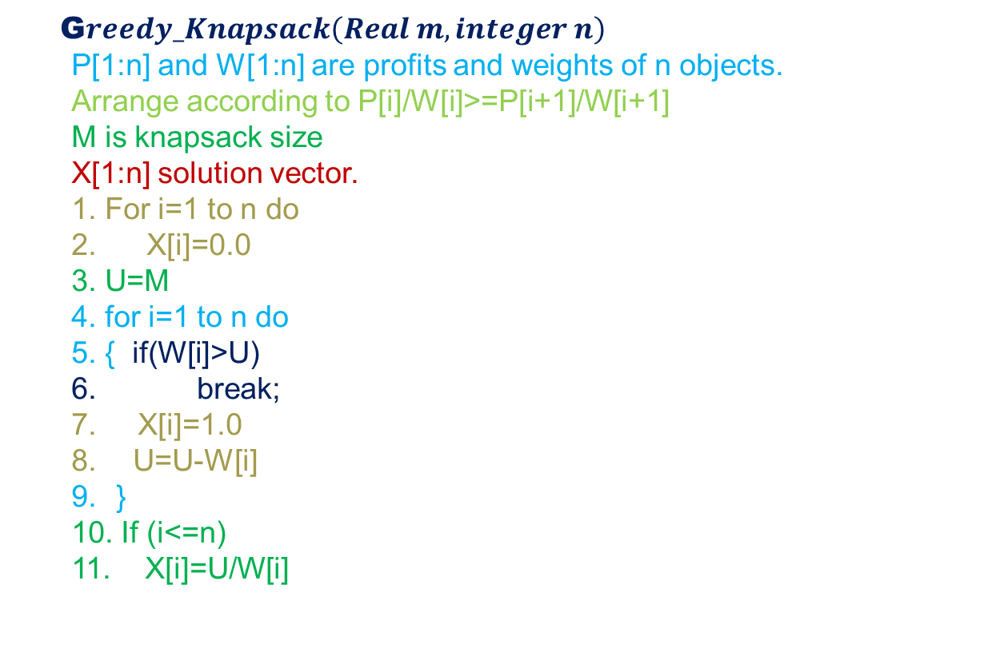 Greedy_Knapsack(Real m, integer n)
P[1:n] and W[1:n] are profits and weights of n objects.
Arrange according to P[i]/W[i]>=P[i+1]/W[i+1]
M is knapsack size
X[1:n] solution vector.
1. For i=1 to n do
2. X[i]=0.0
3. U=M
4. for i=1 to n do
5. { if(W[i]>U)
6. break;
7. X[i]=1.0
8. U=U-W[i]
9. }
10. If (i<=n)
11. X[i]=U/W[i]